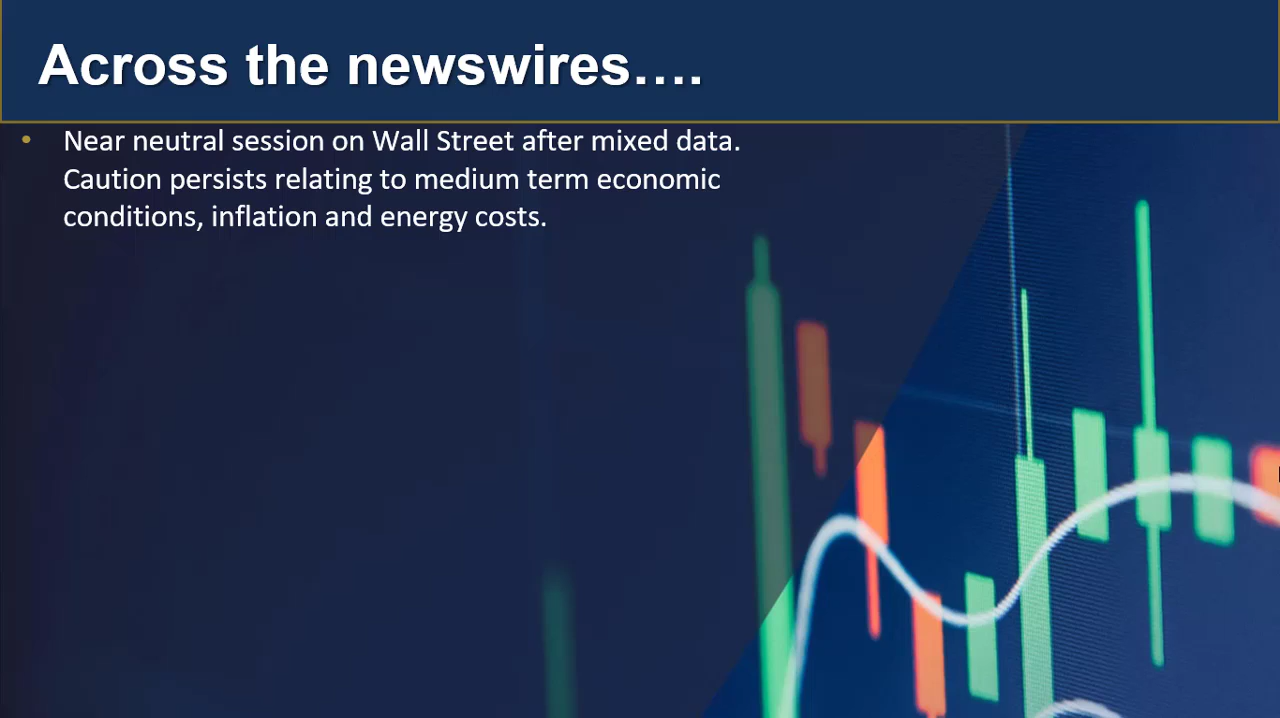 Across the newswires….
• Near neutral session on Wall Street after mixed data.
Caution persists relating to medium term economic
conditions, inflation and energy costs.